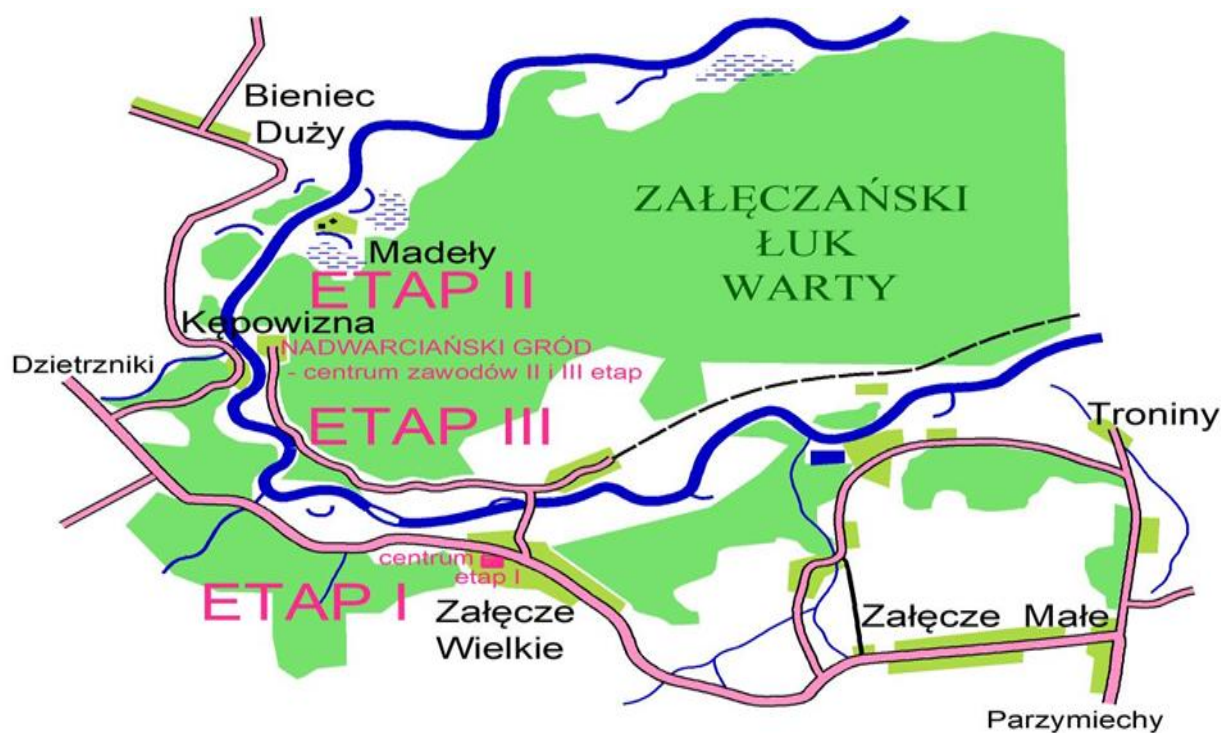 Bieniec
Duży
ZAŁĘCZAŃSKI
ŁUK
WARTY
Madeły
ETAP II
Kępowizna
NADWARCIAŃSKI GRÓD
- centrum zawodów II i III etap
Dzietrzniki
ETAP III
Troniny
centrum
etap I
ETAP I
Załęcze
Wielkie
Załęcze Małe
Parzymiechy